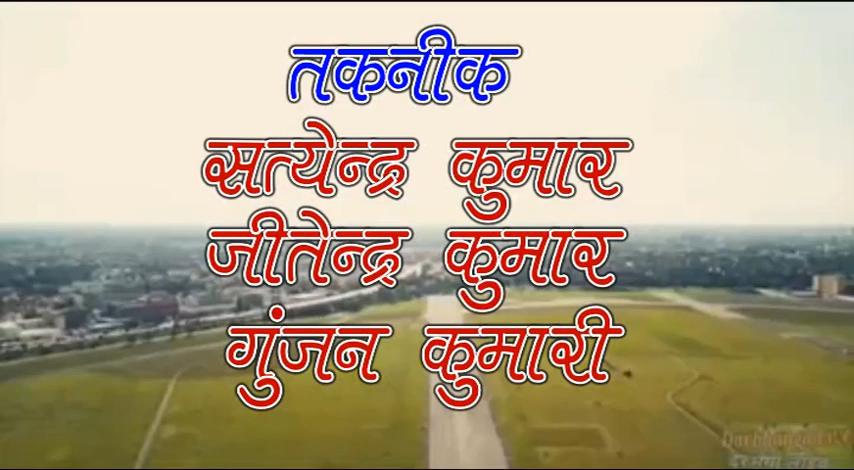 तकनीक
सत्येन्द्र कुमार
जीतेन्द्र कुमार
गुंजन कुमारी